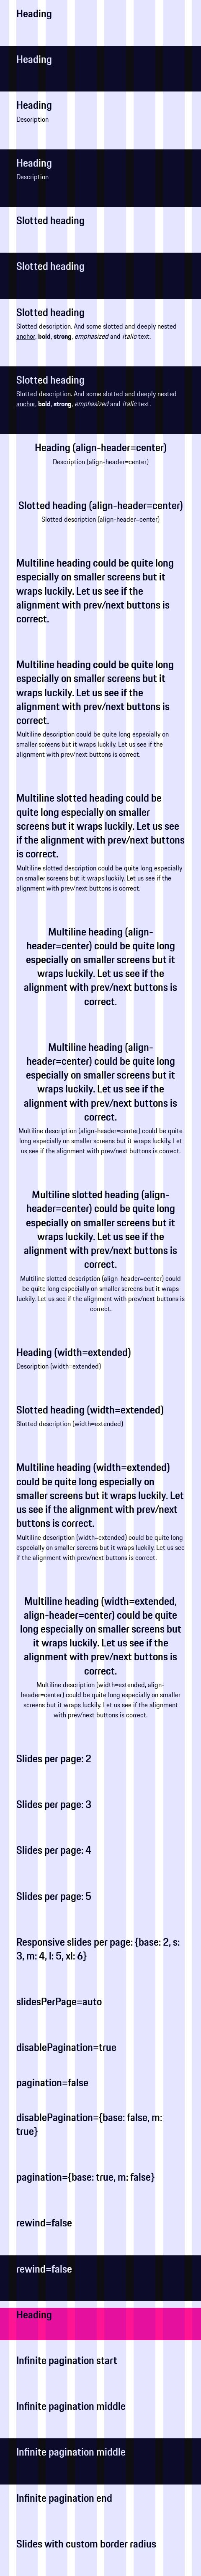 Heading
Heading
Heading
Description
Heading
Description
Slotted heading
Slotted heading
Slotted heading
Slotted description. And some slotted and deeply nested
anchor, bold, strong, emphasized and italic text.
Slotted heading
Slotted description. And some slotted and deeply nested
anchor, bold, strong, emphasized and italic text.
Heading (align-header=center)
Description (align-header=center)
Slotted heading (align-header=center)
Slotted description (align-header=center)
Multiline heading could be quite long
especially on smaller screens but it
wraps luckily. Let us see if the
alignment with prev/next buttons is
correct.
Multiline heading could be quite long
especially on smaller screens but it
wraps luckily. Let us see if the
alignment with prev/next buttons is
correct.
Multiline description could be quite long especially on
smaller screens but it wraps luckily. Let us see if the
alignment with prev/next buttons is correct.
Multiline slotted heading could be
quite long especially on smaller
screens but it wraps luckily. Let us see
if the alignment with prev/next buttons
is correct.
Multiline slotted description could be quite long especially
on smaller screens but it wraps luckily. Let us see if the
alignment with prev/next buttons is correct.
Multiline heading (align-
header=center) could be quite long
especially on smaller screens but it
wraps luckily. Let us see if the
alignment with prev/next buttons is
correct.
Multiline heading (align-
header=center) could be quite long
especially on smaller screens but it
wraps luckily. Let us see if the
alignment with prev/next buttons is
correct.
Multiline description (align-header=center) could be quite
long especially on smaller screens but it wraps luckily. Let
us see if the alignment with prev/next buttons is correct.
Multiline slotted heading (align-
header=center) could be quite long
especially on smaller screens but it
wraps luckily. Let us see if the
alignment with prev/next buttons is
correct.
Multiline slotted description (align-header=center) could
be quite long especially on smaller screens but it wraps
luckily. Let us see if the alignment with prev/next buttons is
correct.
Heading (width=extended)
Description (width=extended)
Slotted heading (width=extended)
Slotted description (width=extended)
Multiline heading (width=extended)
could be quite long especially on
smaller screens but it wraps luckily. Let
us see if the alignment with prev/next
buttons is correct.
Multiline description (width=extended) could be quite long
especially on smaller screens but it wraps luckily. Let us see
if the alignment with prev/next buttons is correct.
Multiline heading (width=extended,
align-header=center) could be quite
long especially on smaller screens but
it wraps luckily. Let us see if the
alignment with prev/next buttons is
correct.
Multiline description (width=extended, align-
header=center) could be quite long especially on smaller
screens but it wraps luckily. Let us see if the alignment
with prev/next buttons is correct.
Slides per page: 2
Slides per page: 3
Slides per page: 4
Slides per page: 5
Responsive slides per page: {base: 2, s:
3, m: 4, l: 5, xl: 6}
slidesPerPage=auto
disablePagination=true
pagination=false
disablePagination={base: false, m:
true}
pagination={base: true, m: false}
rewind=false
rewind=false
Heading
Infinite pagination start
Infinite pagination middle
Infinite pagination middle
Infinite pagination end
Slides with custom border radius